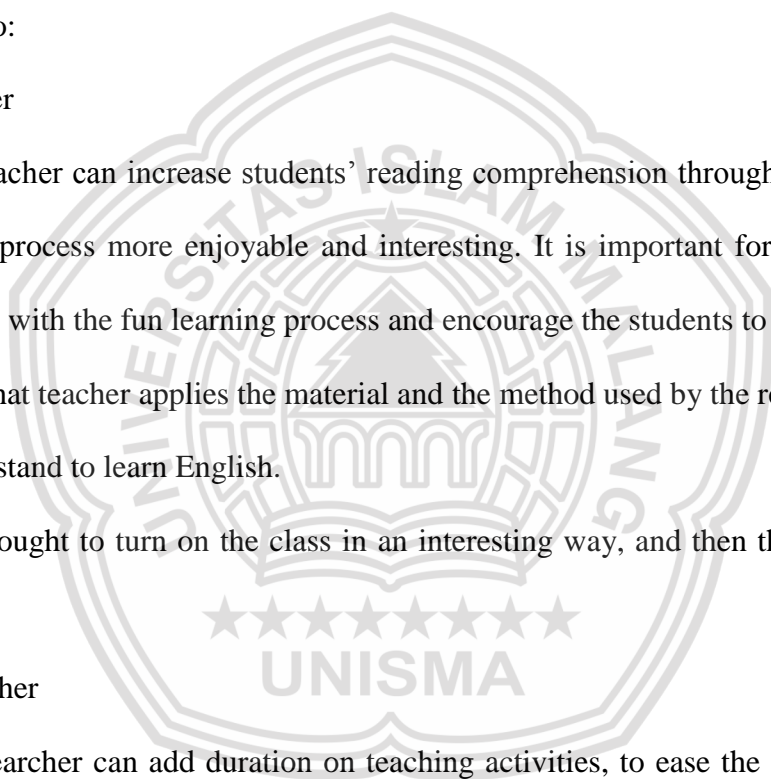 o:
er
acher can increase students’ reading comprehension through
process more enjoyable and interesting. It is important for
with the fun learning process and encourage the students to
hat teacher applies the material and the method used by the re
stand to learn English.
ought to turn on the class in an interesting way, and then th
her
earcher can add duration on teaching activities, to ease the
UNIVERSITAS ISLAM MALANG
UNISMA